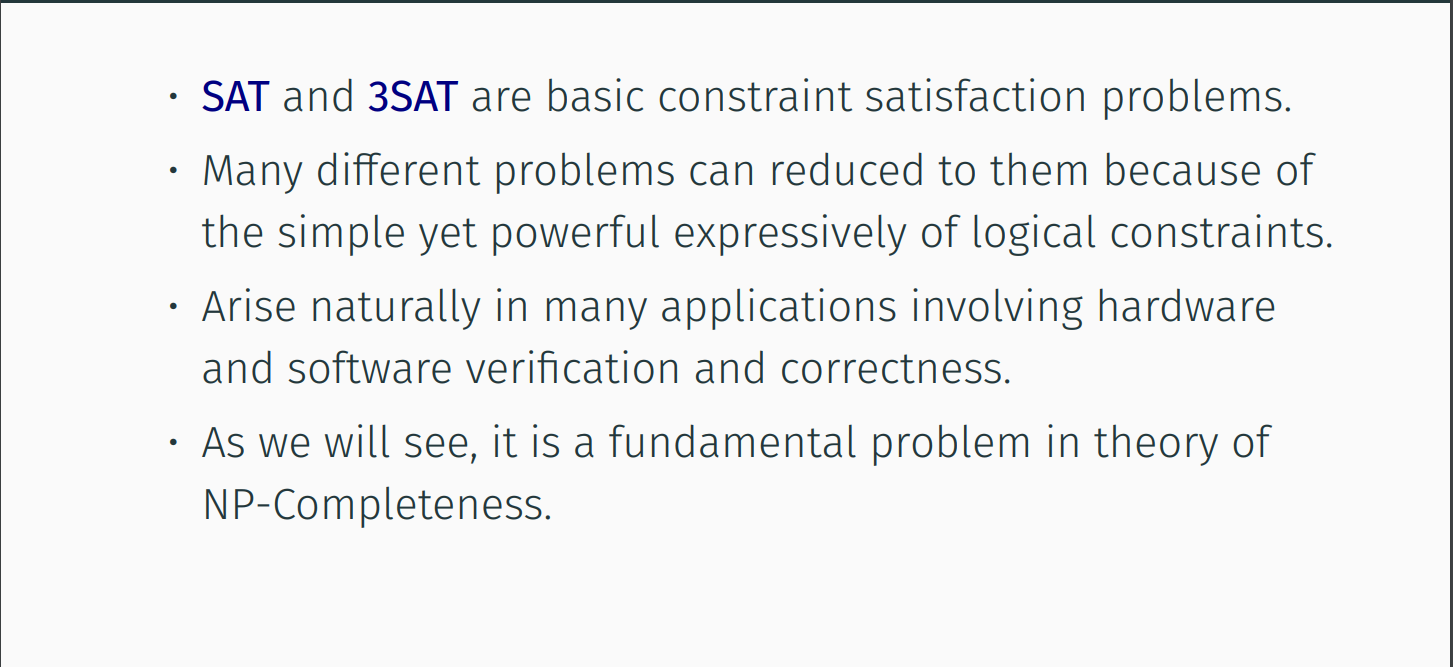 • SAT and 3SAT are basic constraint satisfaction problems.
• Many different problems can reduced to them because of
the simple yet powerful expressively of logical constraints.
• Arise naturally in many applications involving hardware
and software verification and correctness.
• As we will see, it is a fundamental problem in theory of
NP-Completeness.